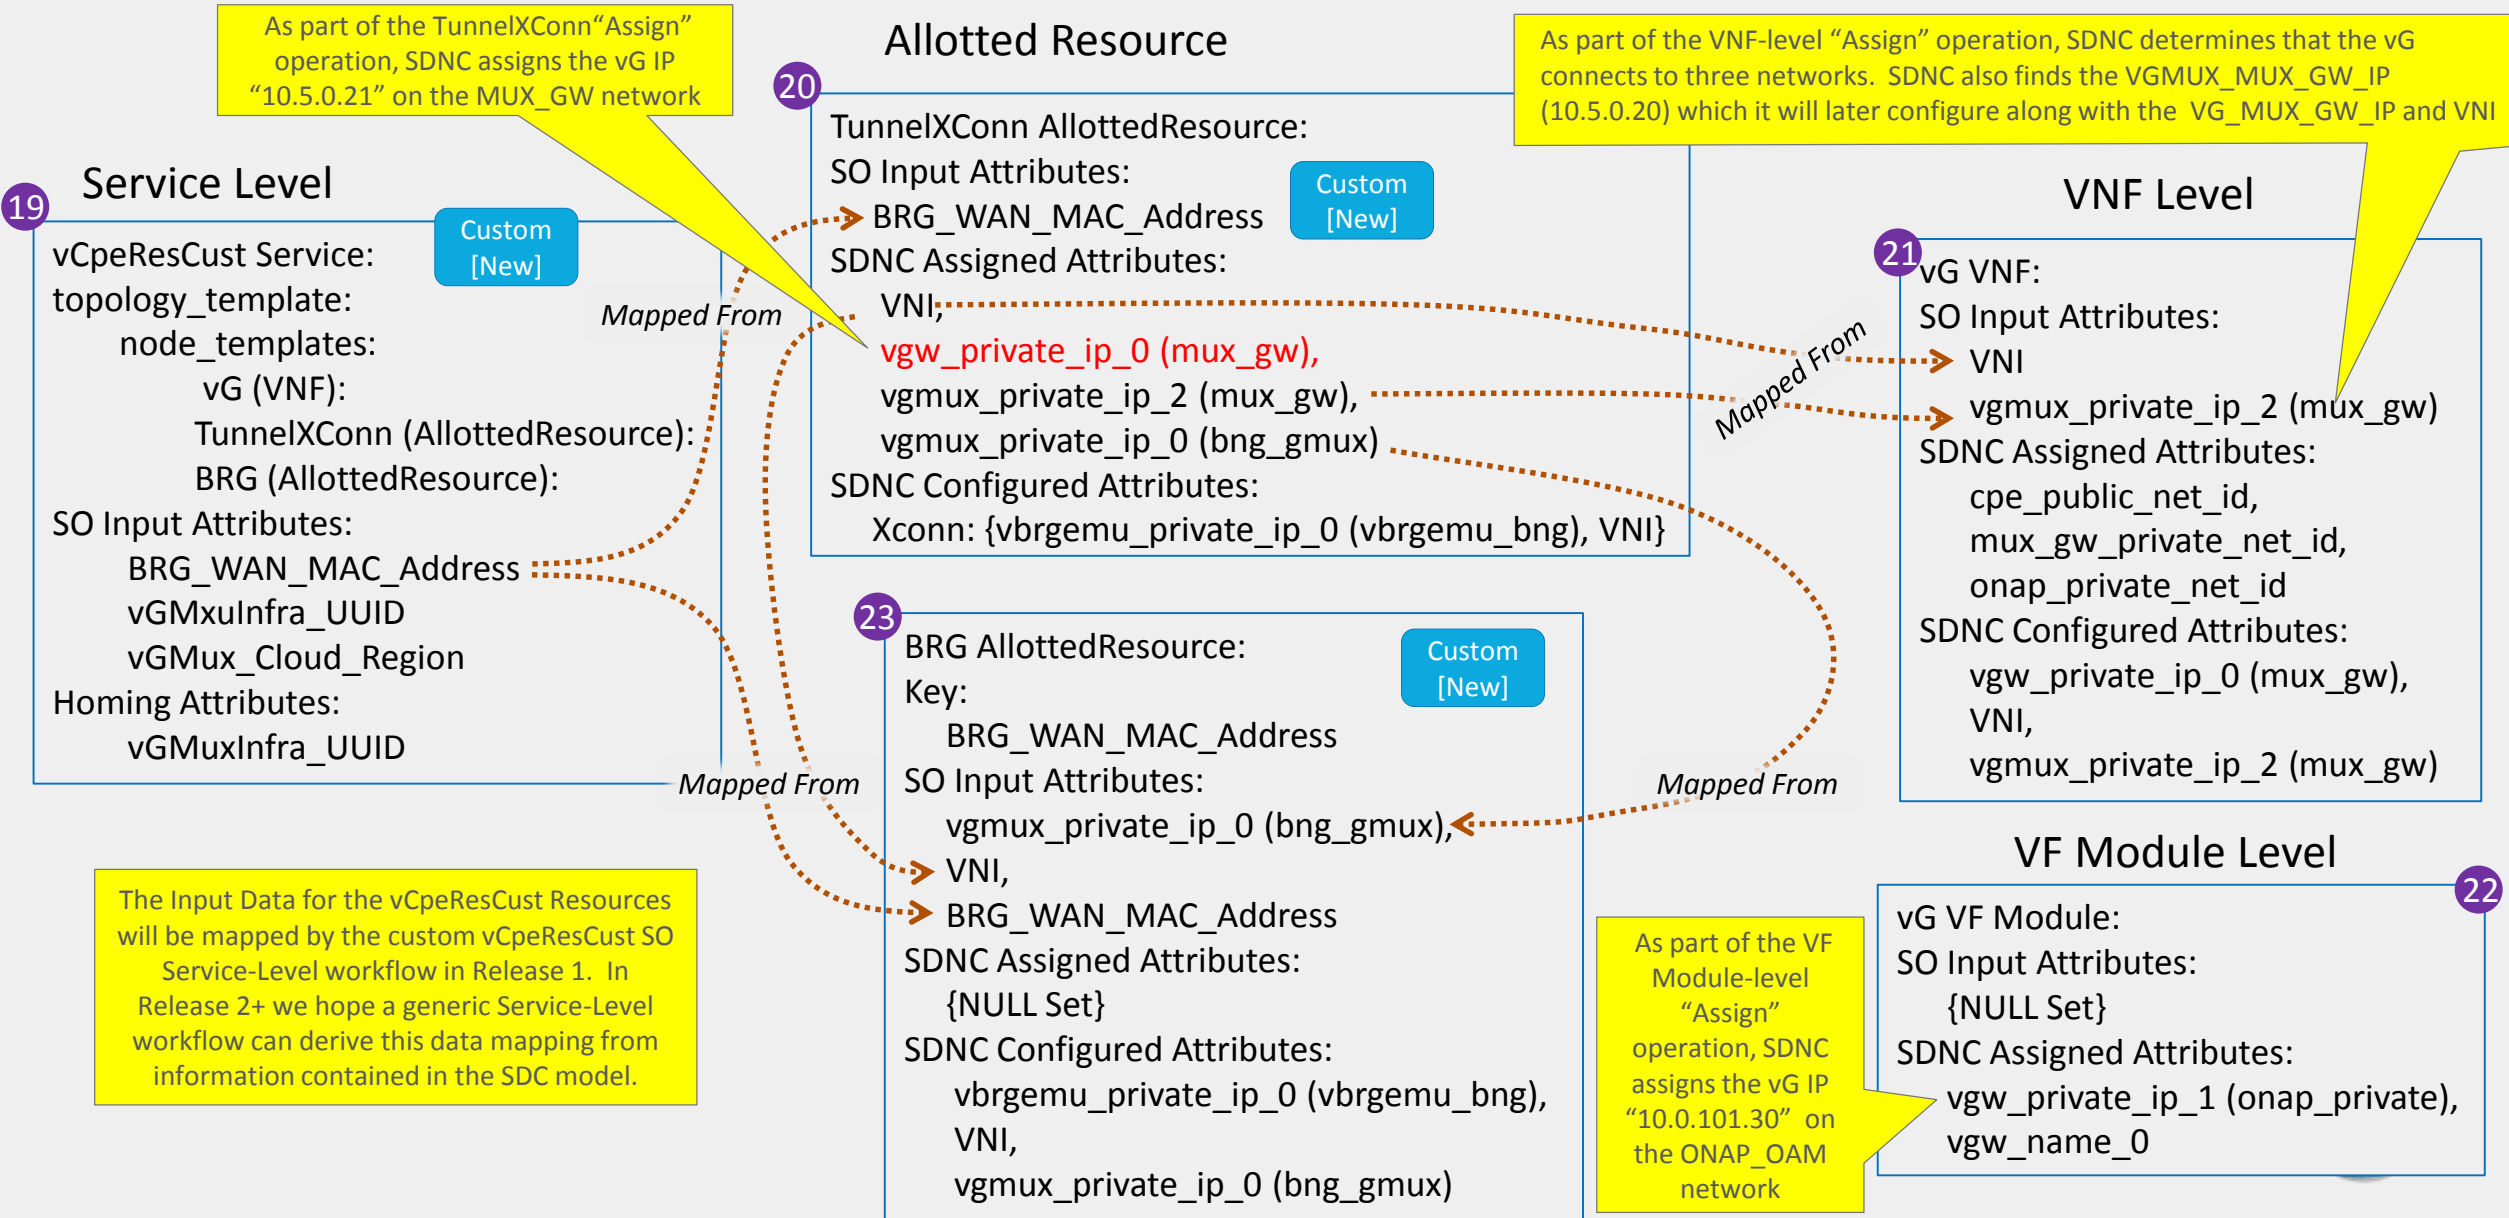 As part of the TunnelXConn“Assign”
operation, SDNC assigns the vG IP
“10.5.0.21” on the MUX_GW network
Allotted Resource
As part of the VNF-level “Assign” operation, SDNC determines that the vG
connects to three networks.  SDNC also finds the VGMUX_MUX_GW_IP
(10.5.0.20) which it will later configure along with the  VG_MUX_GW_IP and VNI
Service Level
19
Custom
[New]
vCpeResCust Service:
topology_template:
node_templates:
vG (VNF):
TunnelXConn (AllottedResource):
BRG (AllottedResource):
SO Input Attributes:
BRG_WAN_MAC_Address
vGMxuInfra_UUID
vGMux_Cloud_Region
Homing Attributes:
vGMuxInfra_UUID
Mapped From
Mapped From
20
TunnelXConn AllottedResource:
SO Input Attributes:
BRG_WAN_MAC_Address
Custom
[New]
SDNC Assigned Attributes:
VNI,
vgw_private_ip_0 (mux_gw),
vgmux_private_ip_2 (mux_gw),
vgmux_private_ip_0 (bng_gmux)
SDNC Configured Attributes:
Xconn: {vbrgemu_private_ip_0 (vbrgemu_bng), VNI}
Mapped From
Mapped From
VNF Level
21
vG VNF:
SO Input Attributes:
VNI
vgmux_private_ip_2 (mux_gw)
SDNC Assigned Attributes:
cpe_public_net_id,
mux_gw_private_net_id,
onap_private_net_id
SDNC Configured Attributes:
vgw_private_ip_0 (mux_gw),
VNI,
vgmux_private_ip_2 (mux_gw)
23
BRG AllottedResource:
Custom
[New]
Key:
BRG_WAN_MAC_Address
SO Input Attributes:
vgmux_private_ip_0 (bng_gmux),
VNI,
BRG_WAN_MAC_Address
SDNC Assigned Attributes:
{NULL Set}
SDNC Configured Attributes:
vbrgemu_private_ip_0 (vbrgemu_bng),
VNI,
vgmux_private_ip_0 (bng_gmux)
The Input Data for the vCpeResCust Resources
will be mapped by the custom vCpeResCust SO
Service-Level workflow in Release 1.  In
Release 2+ we hope a generic Service-Level
workflow can derive this data mapping from
information contained in the SDC model.
As part of the VF
Module-level
“Assign”
operation, SDNC
assigns the vG IP
“10.0.101.30”  on
the ONAP_OAM
network
VF Module Level
22
vG VF Module:
SO Input Attributes:
{NULL Set}
SDNC Assigned Attributes:
vgw_private_ip_1 (onap_private),
vgw_name_0